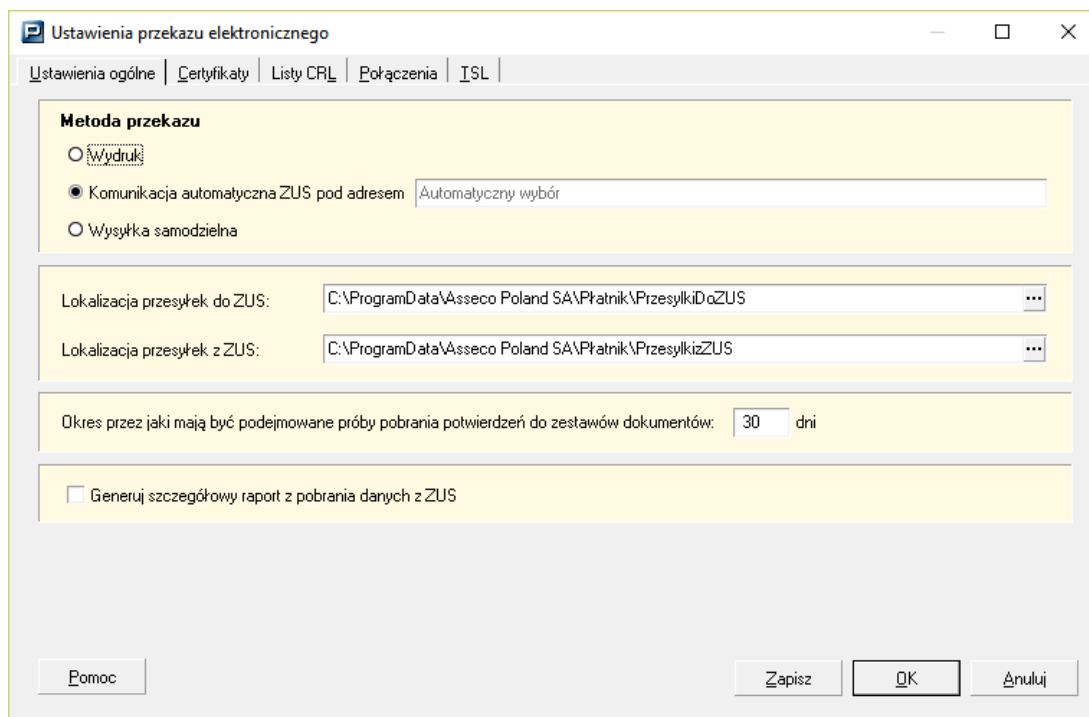 Ustawienia przekazu elektronicznego
Ustawienia ogólne Certyfikaty Listy CRL Połączenia TSL
Metoda przekazu
Wydruk
Komunikacja automatyczna ZUS pod adresem Automatyczny wybór
Wysyłka samodzielna
Lokalizacja przesyłek do ZUS: C:\ProgramData\Asseco Poland SA\Płatnik\PrzesylkiDoZUS ...
Lokalizacja przesyłek z ZUS: C:\ProgramData\Asseco Poland SA\Płatnik\PrzesylkizZUS ...
Okres przez jaki mają być podejmowane próby pobrania potwierdzeń do zestawów dokumentów: 30 dni
Generuj szczegółowy raport z pobrania danych z ZUS
Pomoc Zapisz OK Anuluj